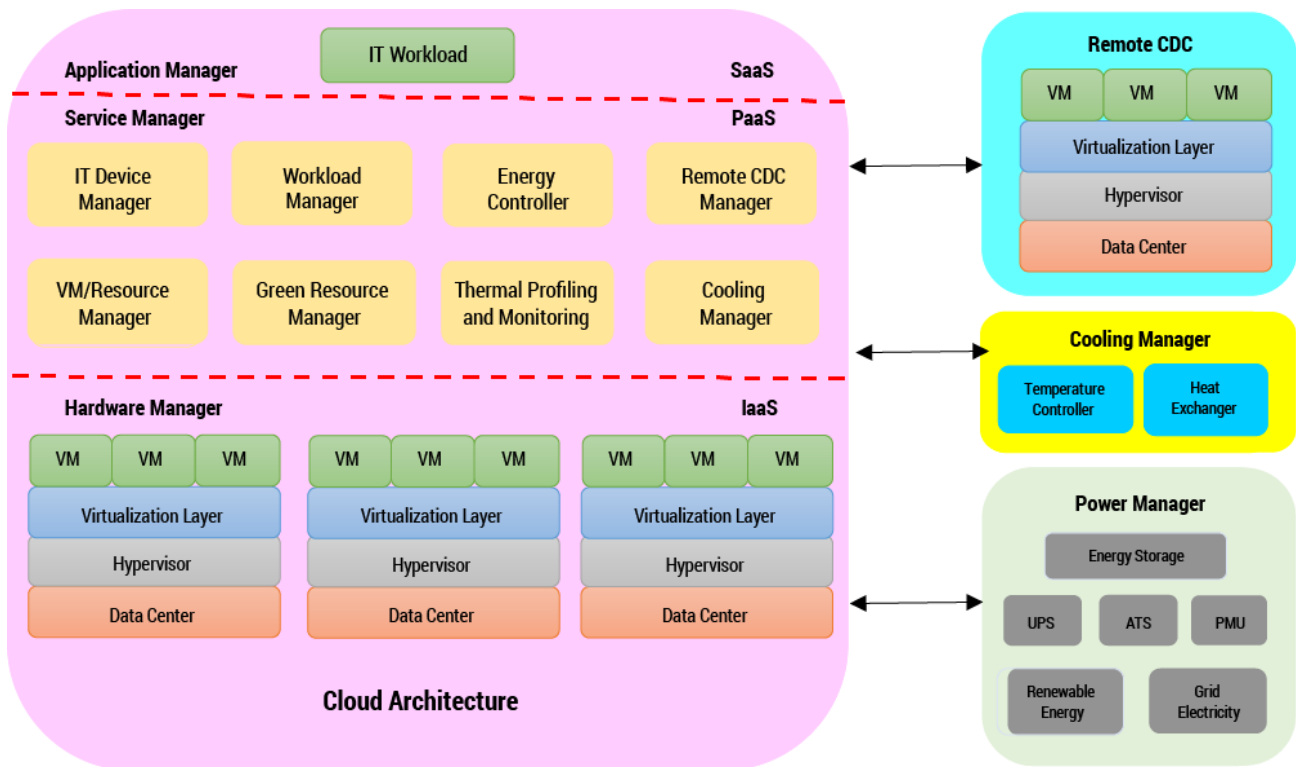 IT Workload
Application Manager
SaaS
Service Manager
PaaS
IT Device
Manager
Workload
Manager
Energy
Controller
Remote CDC
Manager
VM/Resource
Manager
Green Resource
Manager
Thermal Profiling
and Monitoring
Cooling
Manager
Hardware Manager
IaaS
VM VM VM
Virtualization Layer
Hypervisor
Data Center
VM VM VM
Virtualization Layer
Hypervisor
Data Center
VM VM VM
Virtualization Layer
Hypervisor
Data Center
Cloud Architecture
Remote CDC
VM VM VM
Virtualization Layer
Hypervisor
Data Center
Cooling Manager
Temperature
Controller
Heat
Exchanger
Power Manager
Energy Storage
UPS
ATS
PMU
Renewable
Energy
Grid
Electricity